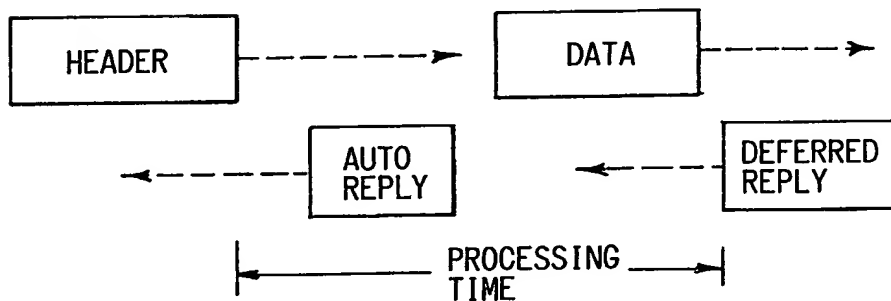 HEADER
DATA
AUTO
REPLY
DEFERRED
REPLY
PROCESSING
TIME